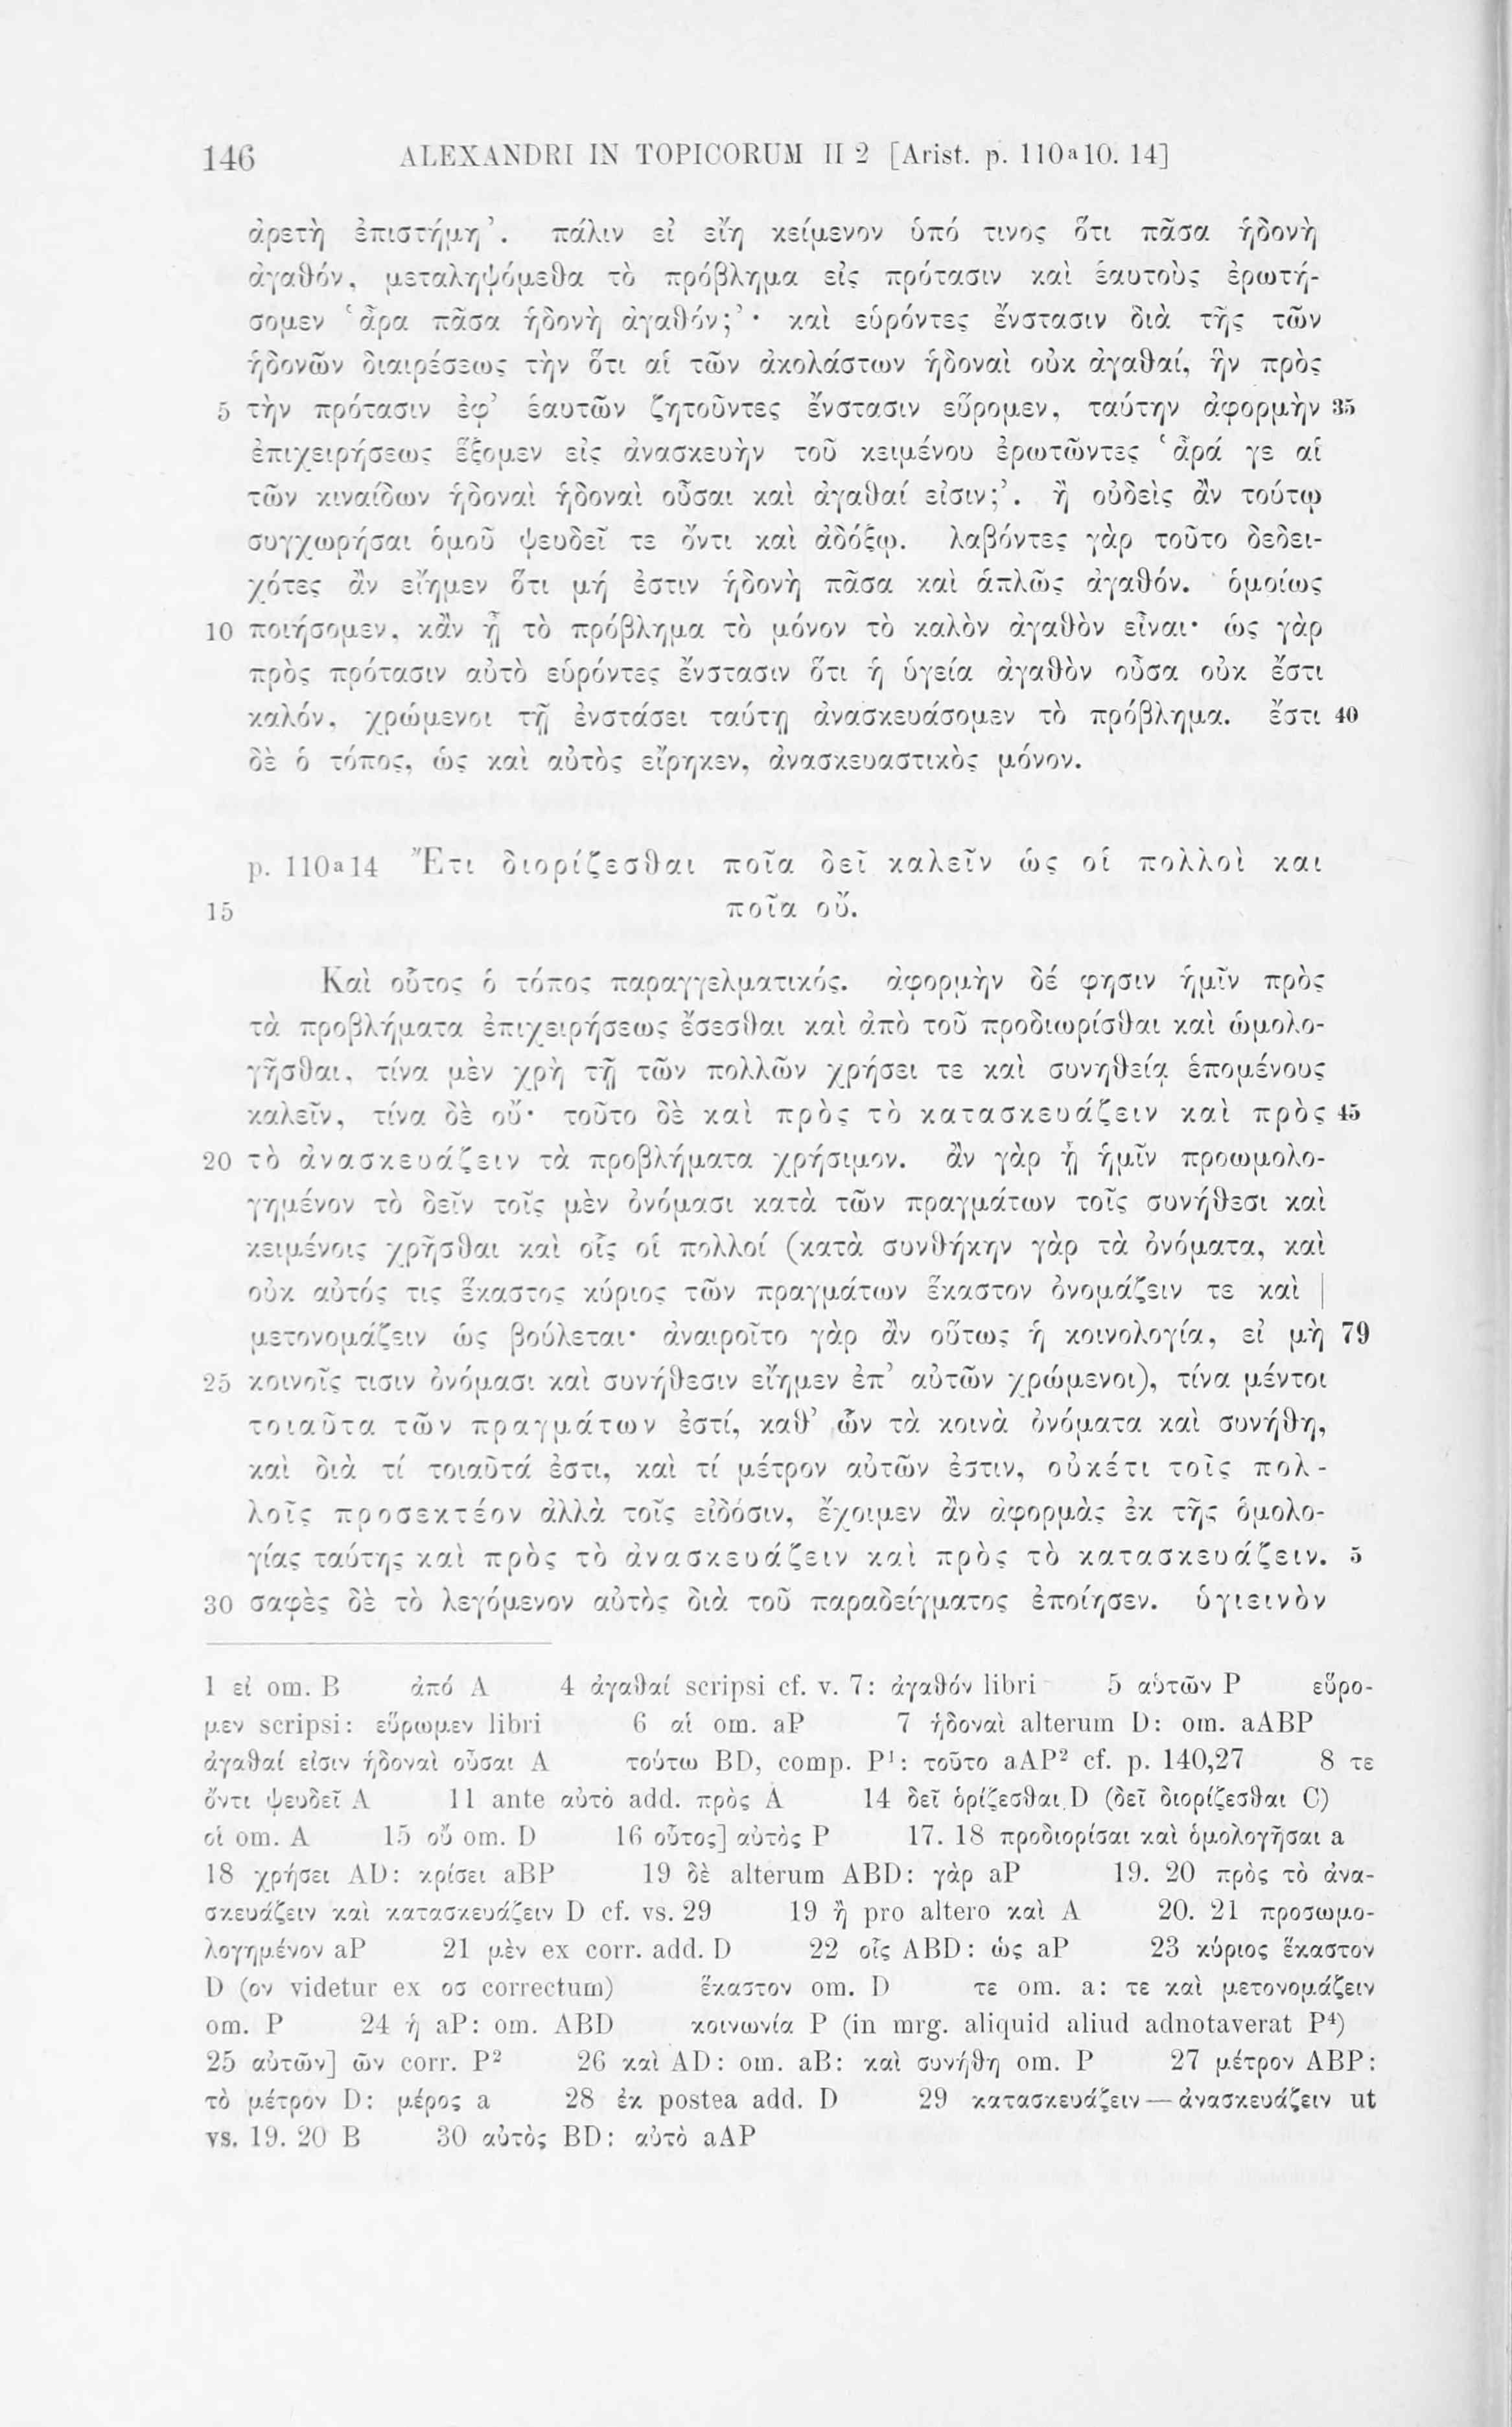 146 ALEXANDRI IN TOPICORUM II 2 [Arist. p. 110ᵃ10. 14]
ἀρετὴ ἐπιστήμη’. πάλιν εἰ εἴη κείμενον ὑπό τινος ὅτι πᾶσα ἡδονὴ
ἀγαθόν, μεταληψόμεθα τὸ πρόβλημα εἰς πρότασιν καὶ ἑαυτοὺς ἐρωτή-
σομεν ‘ἆρα πᾶσα ἡδονὴ ἀγαθόν;’· καὶ εὑρόντες ἔνστασιν διὰ τῆς τῶν
ἡδονῶν διαιρέσεως τὴν ὅτι αἱ τῶν ἀκολάστων ἡδοναὶ οὐκ ἀγαθαί, ἣν πρὸς
5 τὴν πρότασιν ἐφ’ ἑαυτῶν ζητοῦντες ἔνστασιν εὕρομεν, ταύτην ἀφορμὴν 35
ἐπιχειρήσεως ἕξομεν εἰς ἀνασκευὴν τοῦ κειμένου ἐρωτῶντες ‘ἆρά γε αἱ
τῶν κιναίδων ἡδοναὶ ἡδοναὶ οὖσαι καὶ ἀγαθαί εἰσιν;’. ἢ οὐδεὶς ἂν τούτῳ
συγχωρήσαι ὁμοῦ ψευδεῖ τε ὄντι καὶ ἀδόξῳ. λαβόντες γὰρ τοῦτο δεδει-
χότες ἂν εἴημεν ὅτι μή ἐστιν ἡδονὴ πᾶσα καὶ ἁπλῶς ἀγαθόν. ὁμοίως
10 ποιήσομεν, κἂν ᾖ τὸ πρόβλημα τὸ μόνον τὸ καλὸν ἀγαθὸν εἶναι· ὡς γὰρ
πρὸς πρότασιν αὐτὸ εὑρόντες ἔνστασιν ὅτι ἡ ὑγεία ἀγαθὸν οὖσα οὐκ ἔστι
καλόν, χρώμενοι τῇ ἐνστάσει ταύτῃ ἀνασκευάσομεν τὸ πρόβλημα. ἔστι 40
δὲ ὁ τόπος, ὡς καὶ αὐτὸς εἴρηκεν, ἀνασκευαστικὸς μόνον.
p. 110ᵃ14 Ἔτι διορίζεσθαι ποῖα δεῖ καλεῖν ὡς οἱ πολλοὶ και
15 ποῖα οὔ.
Καὶ οὗτος ὁ τόπος παραγγελματικός. ἀφορμὴν δέ φησιν ἡμῖν πρὸς
τὰ προβλήματα ἐπιχειρήσεως ἔσεσθαι καὶ ἀπὸ τοῦ προδιωρίσθαι καὶ ὡμολο-
γῆσθαι, τίνα μὲν χρὴ τῇ τῶν πολλῶν χρήσει τε καὶ συνηθείᾳ ἑπομένους
καλεῖν, τίνα δὲ οὔ· τοῦτο δὲ καὶ πρὸς τὸ κατασκευάζειν καὶ πρὸς 45
20 τὸ ἀνασκευάζειν τὰ προβλήματα χρήσιμον. ἂν γὰρ ᾖ ἡμῖν προωμολο-
γημένον τὸ δεῖν τοῖς μὲν ὀνόμασι κατὰ τῶν πραγμάτων τοῖς συνήθεσι καὶ
κειμένοις χρῆσθαι καὶ οἷς οἱ πολλοί (κατὰ συνθήκην γὰρ τὰ ὀνόματα, καὶ
οὐκ αὐτός τις ἕκαστος κύριος τῶν πραγμάτων ἕκαστον ὀνομάζειν τε καὶ |
μετονομάζειν ὡς βούλεται· ἀναιροῖτο γὰρ ἂν οὕτως ἡ κοινολογία, εἰ μὴ 79
25 κοινοῖς τισιν ὀνόμασι καὶ συνήθεσιν εἴημεν ἐπ’ αὐτῶν χρώμενοι), τίνα μέντοι
τοιαῦτα τῶν πραγμάτων ἐστί, καθ’ ὧν τὰ κοινὰ ὀνόματα καὶ συνήθη,
καὶ διὰ τί τοιαῦτά ἐστι, καὶ τί μέτρον αὐτῶν ἐστιν, οὐκέτι τοῖς πολ-
λοῖς προσεκτέον ἀλλὰ τοῖς εἰδόσιν, ἔχοιμεν ἂν ἀφορμὰς ἐκ τῆς ὁμολο-
γίας ταύτης καὶ πρὸς τὸ ἀνασκευάζειν καὶ πρὸς τὸ κατασκευάζειν. 5
30 σαφὲς δὲ τὸ λεγόμενον αὐτὸς διὰ τοῦ παραδείγματος ἐποίησεν. ὑγιεινὸν
1 εἰ om. B ἀπό A 4 ἀγαθαί scripsi cf. v. 7: ἀγαθόν libri 5 αὑτῶν P εὕρο-
μεν scripsi: εὕρωμεν libri 6 αἱ om. aP 7 ἡδοναὶ alterum D: om. aABP
ἀγαθαί εἰσιν ἡδοναὶ οὖσαι A τούτω BD, comp. P¹: τοῦτο aAP² cf. p. 140,27 8 τε
ὄντι ψευδεῖ A 11 ante αὐτὸ add. πρὸς A 14 δεῖ ὁρίζεσθαι D (δεῖ διορίζεσθαι C)
οἱ om. A 15 οὔ om. D 16 οὗτος] αὐτὸς P 17. 18 προδιορίσαι καὶ ὁμολογῆσαι a
18 χρήσει AD: κρίσει aBP 19 δὲ alterum ABD: γὰρ aP 19. 20 πρὸς τὸ ἀνα-
σκευάζειν καὶ κατασκευάζειν D cf. vs. 29 19 ἢ pro altero καὶ A 20. 21 προσωμο-
λογημένον aP 21 μὲν ex corr. add. D 22 οἷς ABD: ὡς aP 23 κύριος ἕκαστον
D (ον videtur ex οσ correctum) ἕκαστον om. D τε om. a: τε καὶ μετονομάζειν
om. P 24 ἡ aP: om. ABD κοινωνία P (in mrg. aliquid aliud adnotaverat P⁴)
25 αὐτῶν] ὧν corr. P² 26 καὶ AD: om. aB: καὶ συνήθη om. P 27 μέτρον ABP:
τὸ μέτρον D: μέρος a 28 ἐκ postea add. D 29 κατασκευάζειν — ἀνασκευάζειν ut
vs. 19. 20 B 30 αὐτὸς BD: αὐτὸ aAP